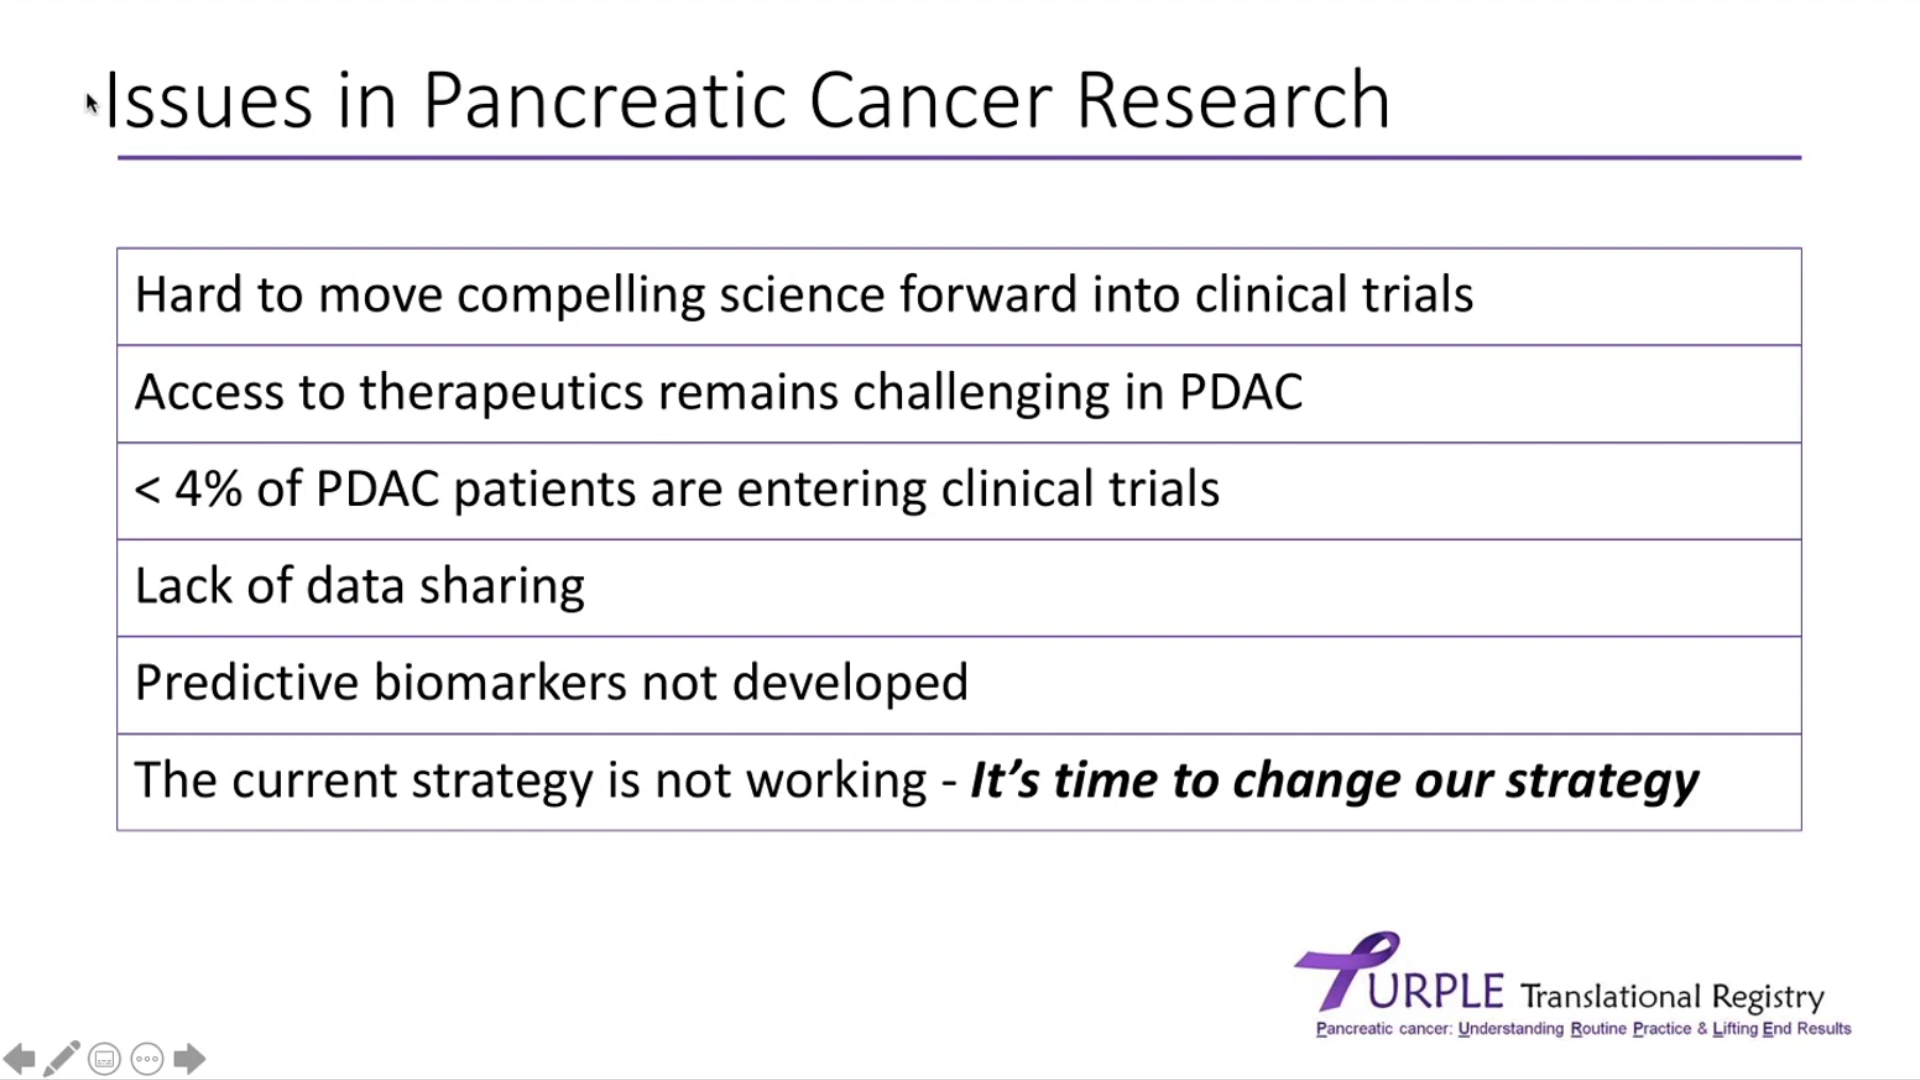 Issues in Pancreatic Cancer Research
Hard to move compelling science forward into clinical trials
Access to therapeutics remains challenging in PDAC
< 4% of PDAC patients are entering clinical trials
Lack of data sharing
Predictive biomarkers not developed
The current strategy is not working - It’s time to change our strategy
PURPLE Translational Registry
Pancreatic cancer: Understanding Routine Practice & Lifting End Results